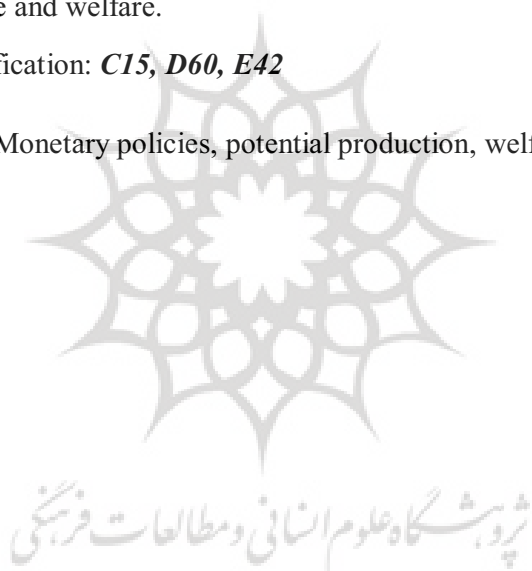 e and welfare.
fication: C15, D60, E42
Monetary policies, potential production, welf
پژوهشگاه علوم انسانی و مطالعات فرهنگی